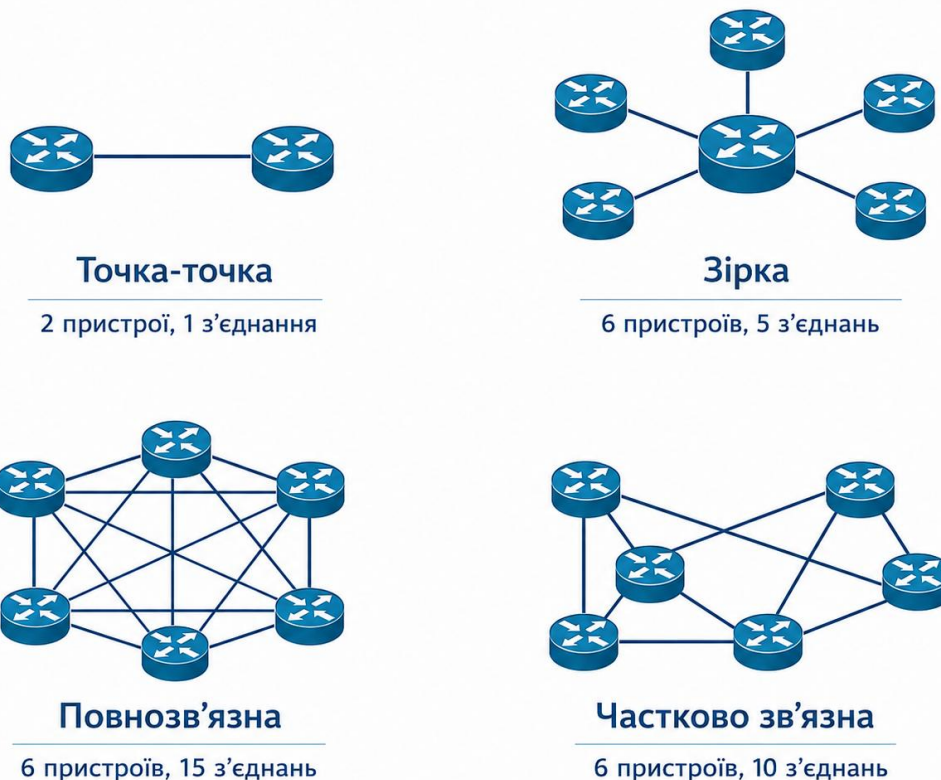 Точка-точка
2 пристрої, 1 з’єднання
Зірка
6 пристроїв, 5 з’єднань
Повнозв’язна
6 пристроїв, 15 з’єднань
Частково зв’язна
6 пристроїв, 10 з’єднань